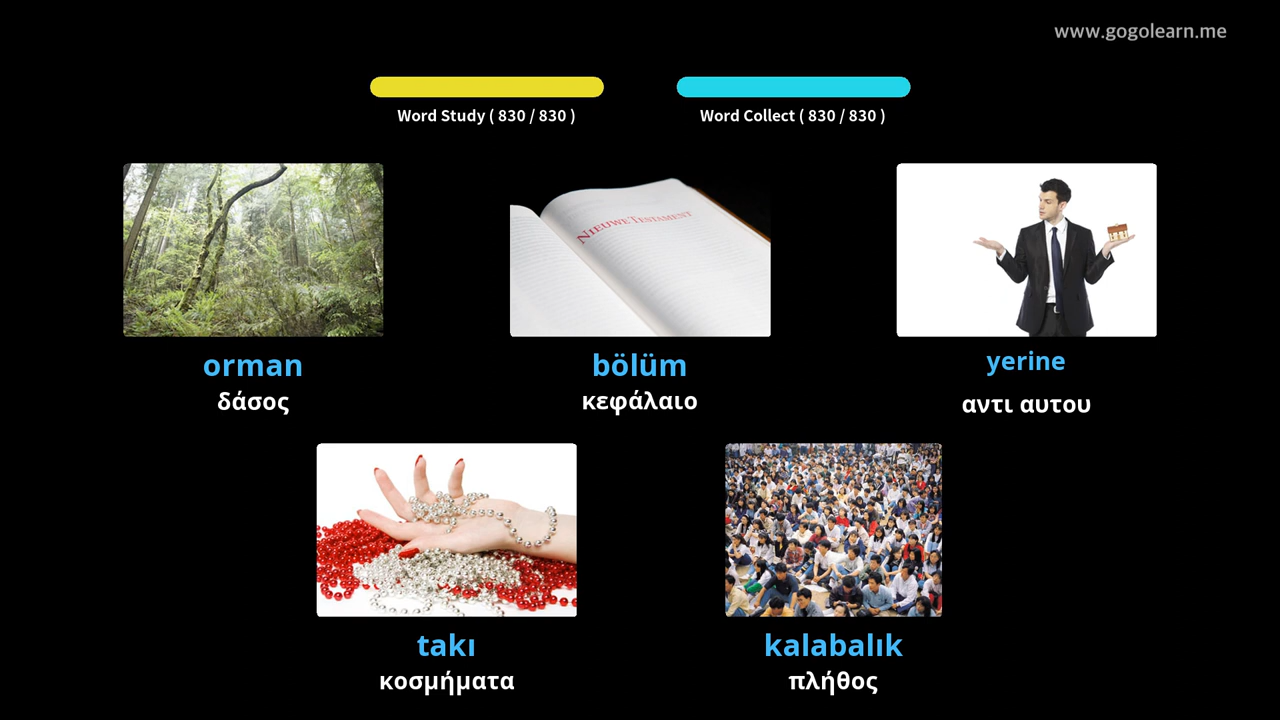 www.gogolearn.me
Word Study ( 830 / 830 )
Word Collect ( 830 / 830 )
NIEUWE TESTAMENT
orman
δάσος
bölüm
κεφάλαιο
yerine
αντι αυτου
takı
κοσμήματα
kalabalık
πλήθος